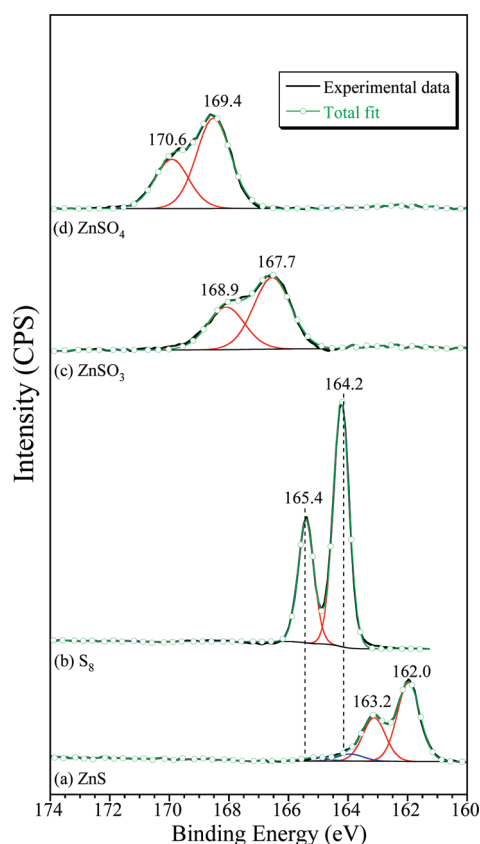 Experimental data
Total fit
169.4
170.6
(d) ZnSO4
167.7
168.9
(c) ZnSO3
164.2
165.4
(b) S8
162.0
163.2
(a) ZnS
Intensity (CPS)
174 172 170 168 166 164 162 160
Binding Energy (eV)